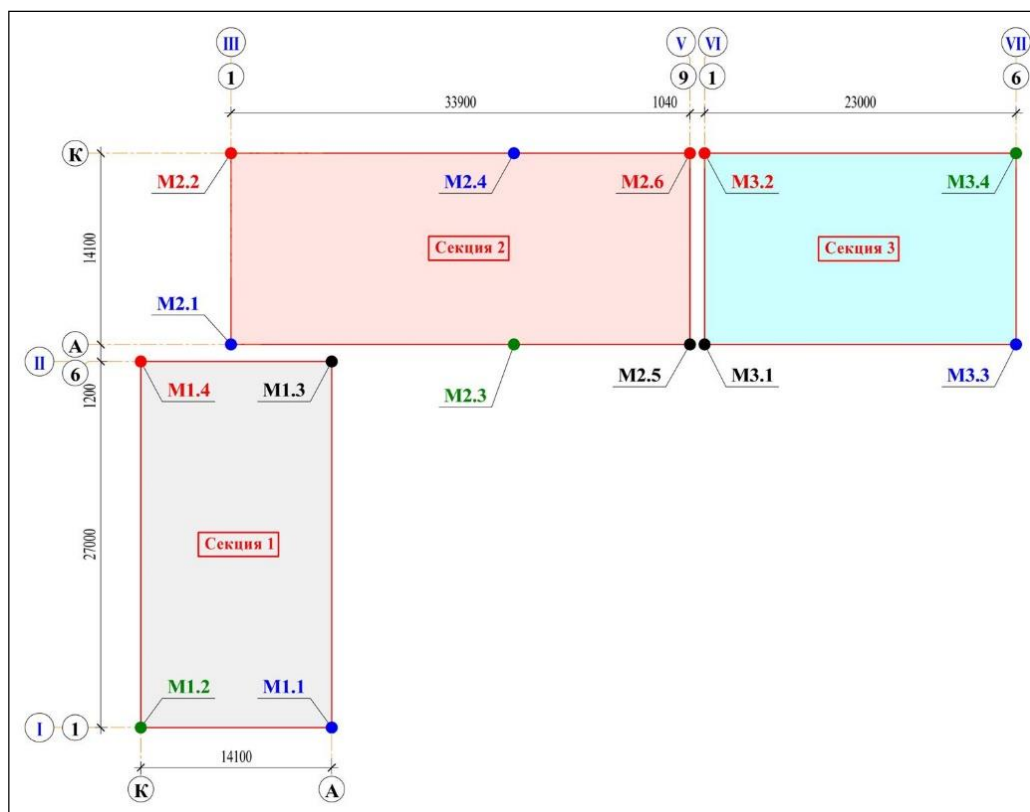 III V VI VII
1 9 1 6
33900 1040 23000
К
М2.2 М2.4 М2.6 М3.2 М3.4
14100
Секция 2 Секция 3
М2.1
А
II
6
М1.4 М1.3 М2.3 М2.5 М3.1 М3.3
1200
27000
Секция 1
М1.2 М1.1
I 1
14100
К А